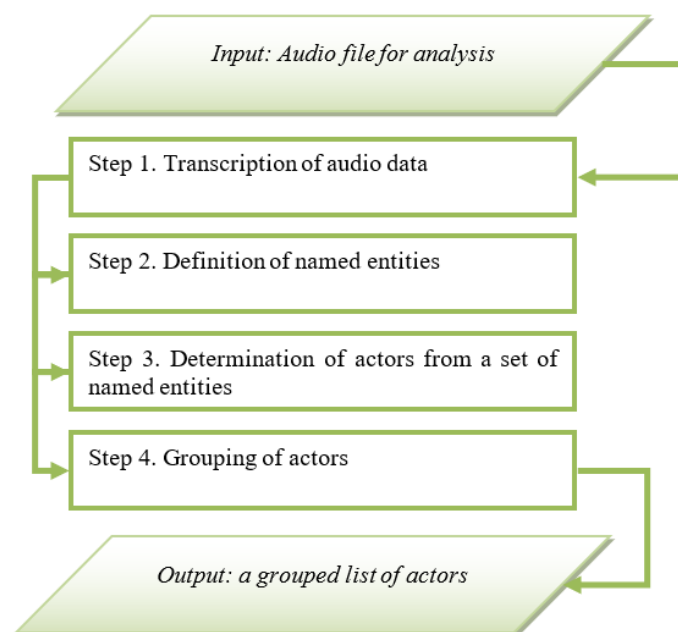 Input: Audio file for analysis
Step 1. Transcription of audio data
Step 2. Definition of named entities
Step 3. Determination of actors from a set of
named entities
Step 4. Grouping of actors
Output: a grouped list of actors